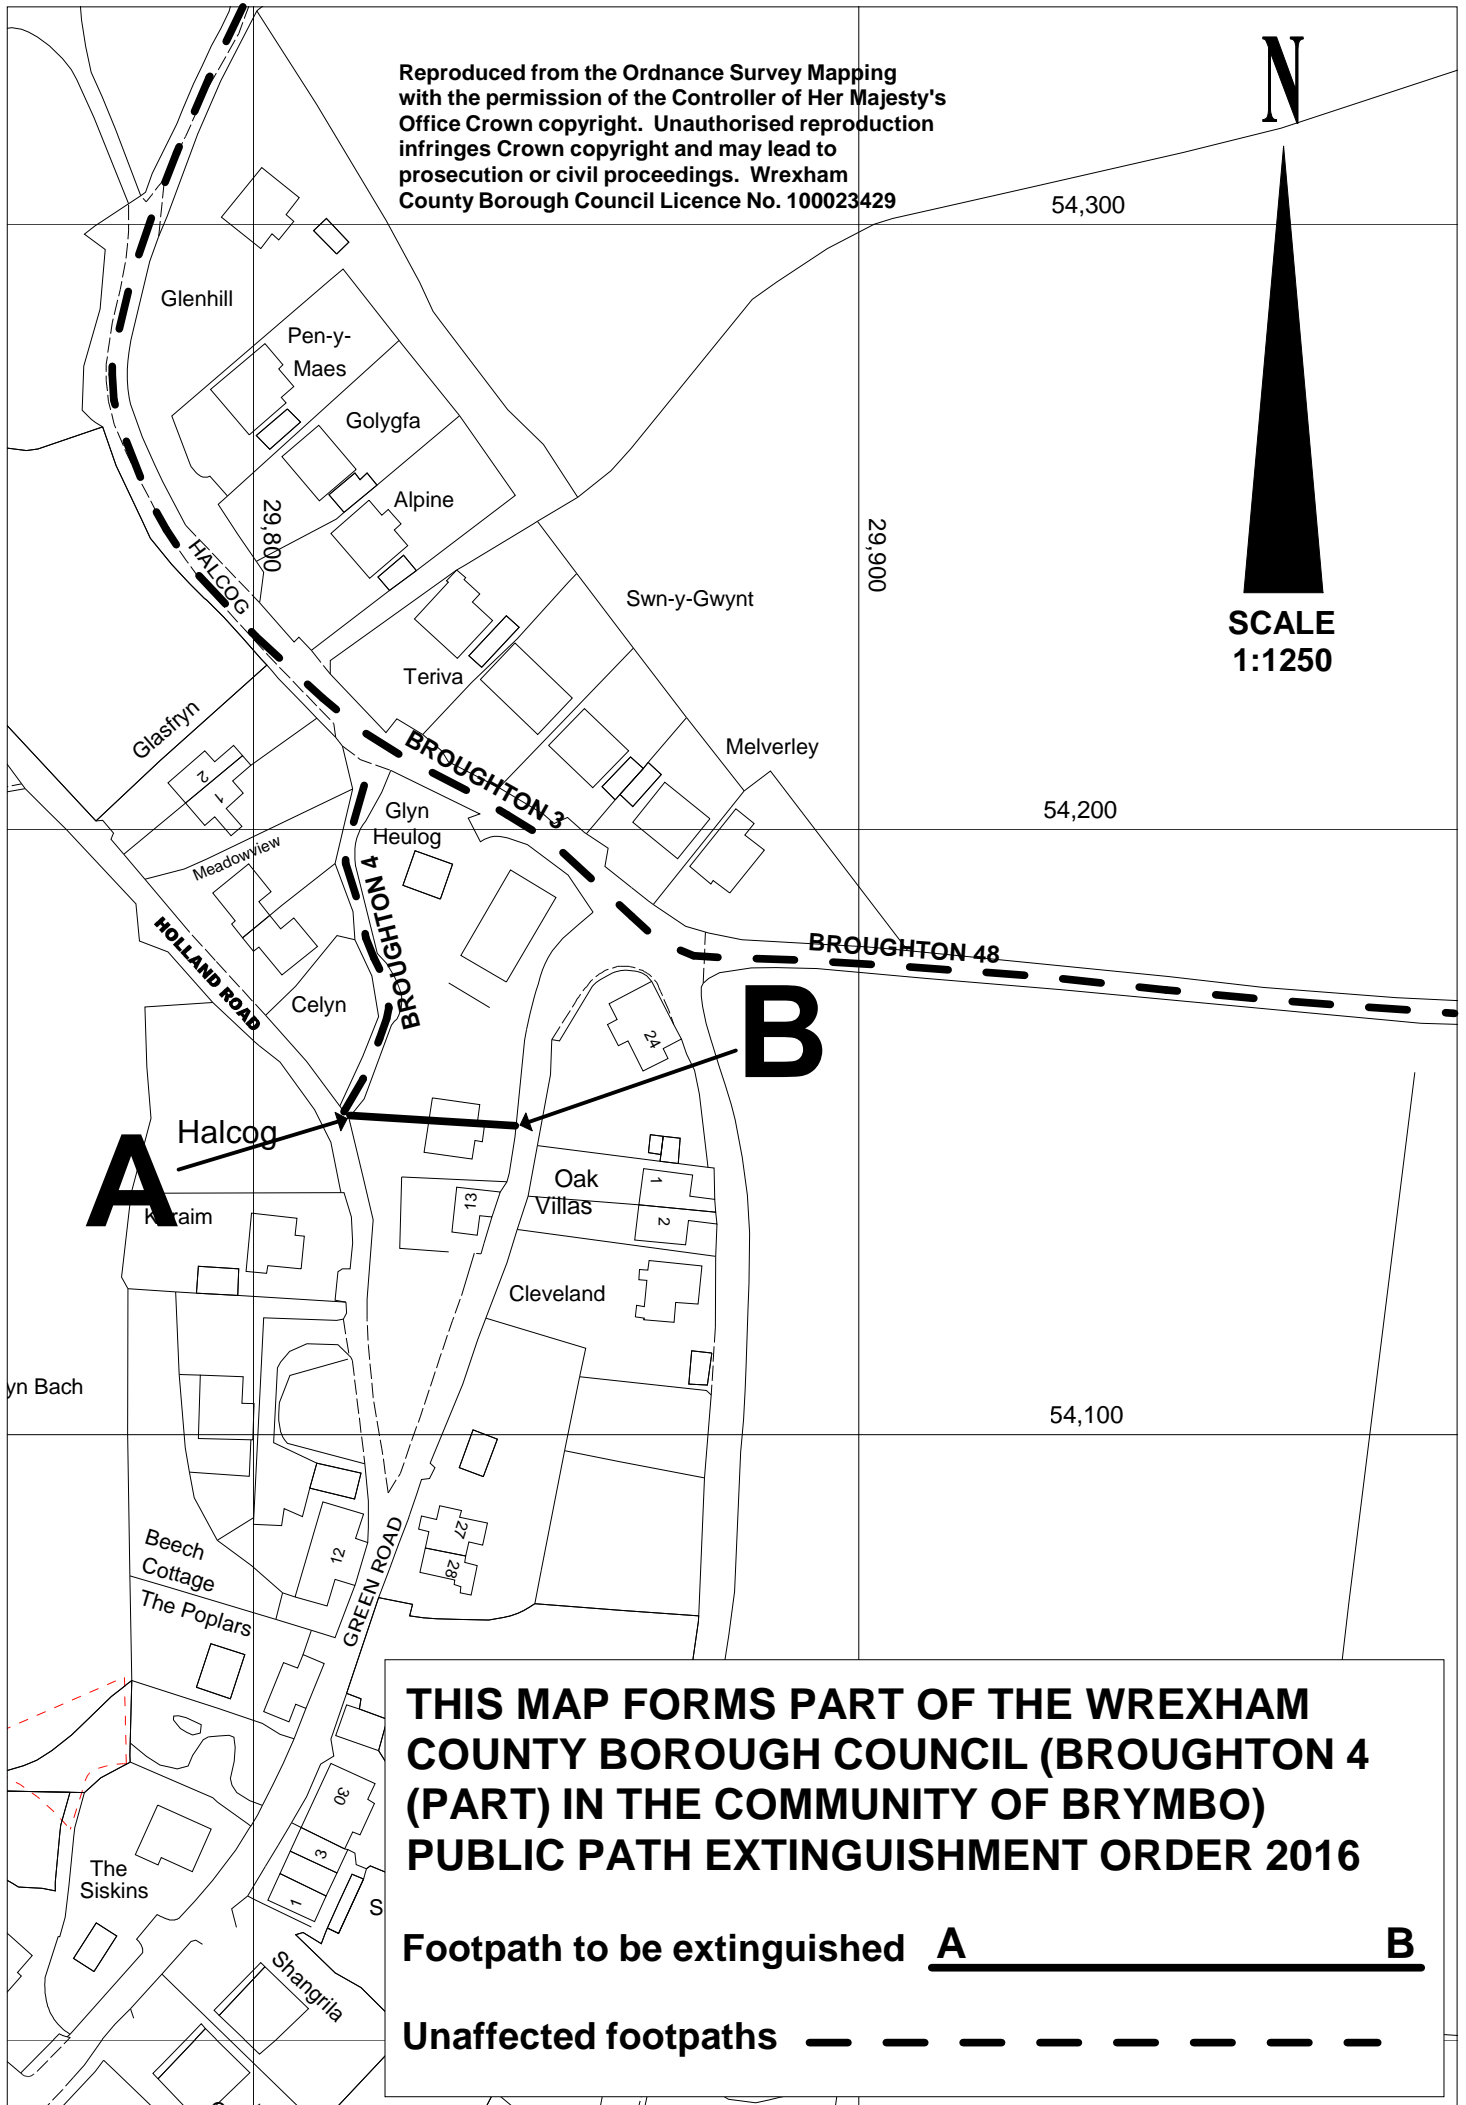 Reproduced from the Ordnance Survey Mapping
with the permission of the Controller of Her Majesty's
Office Crown copyright. Unauthorised reproduction
infringes Crown copyright and may lead to
prosecution or civil proceedings. Wrexham
County Borough Council Licence No. 100023429
N
54,300
Glenhill
Pen-y-
Maes
Golygfa
Alpine
29,800
29,900
HALCOG
Swn-y-Gwynt
SCALE
1:1250
Teriva
Glasfryn
Melverley
BROUGHTON 3
2
1
Glyn
Heulog
54,200
Meadowview
BROUGHTON 4
HOLLAND ROAD
BROUGHTON 48
Celyn
B
24
Halcog
A
Oak
Villas
1
2
13
Karaim
Cleveland
yn Bach
54,100
Beech
Cottage
12
27
28
GREEN ROAD
The Poplars
30
3
1
The
Siskins
S
Shangrila
THIS MAP FORMS PART OF THE WREXHAM
COUNTY BOROUGH COUNCIL (BROUGHTON 4
(PART) IN THE COMMUNITY OF BRYMBO)
PUBLIC PATH EXTINGUISHMENT ORDER 2016
Footpath to be extinguished A B
Unaffected footpaths